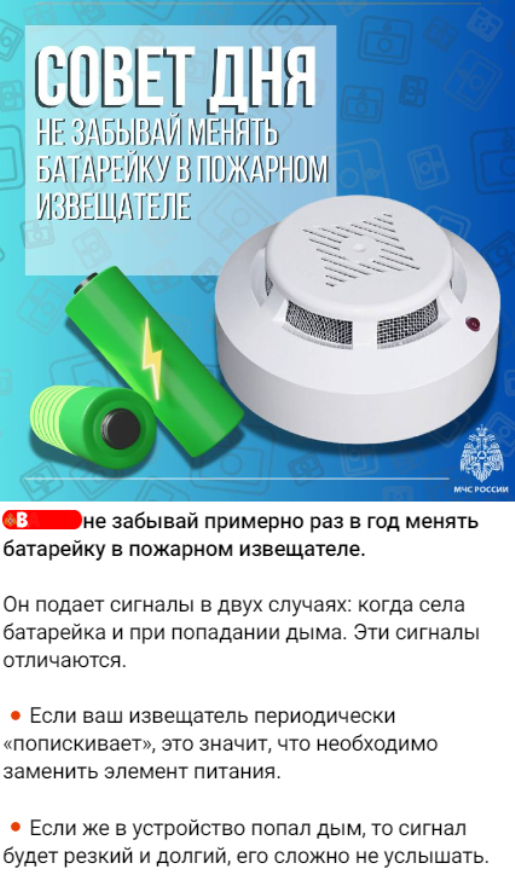 СОВЕТ ДНЯ
НЕ ЗАБЫВАЙ МЕНЯТЬ
БАТАРЕЙКУ В ПОЖАРНОМ
ИЗВЕЩАТЕЛЕ
МЧС РОССИИ
В не забывай примерно раз в год менять
батарейку в пожарном извещателе.
Он подает сигналы в двух случаях: когда села
батарейка и при попадании дыма. Эти сигналы
отличаются.
Если ваш извещатель периодически
«попискивает», это значит, что необходимо
заменить элемент питания.
Если же в устройство попал дым, то сигнал
будет резкий и долгий, его сложно не услышать.